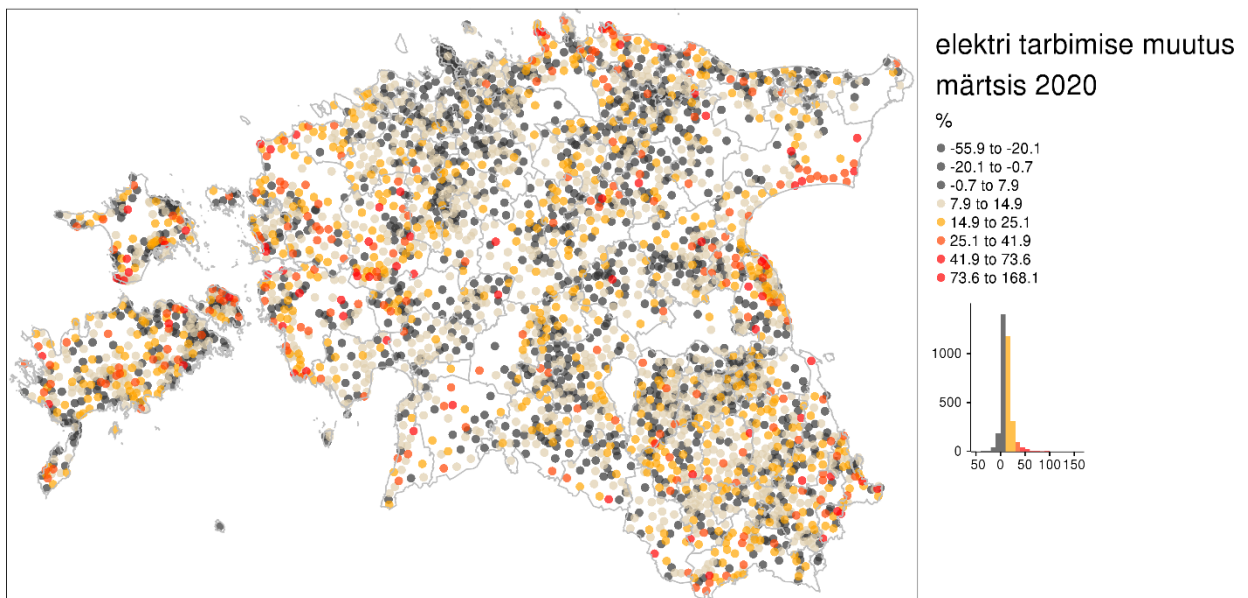 elektri tarbimise muutus
märtsis 2020
%
-55.9 to -20.1
-20.1 to -0.7
-0.7 to 7.9
7.9 to 14.9
14.9 to 25.1
25.1 to 41.9
41.9 to 73.6
73.6 to 168.1
1000
500
0
50 0 50 100 150